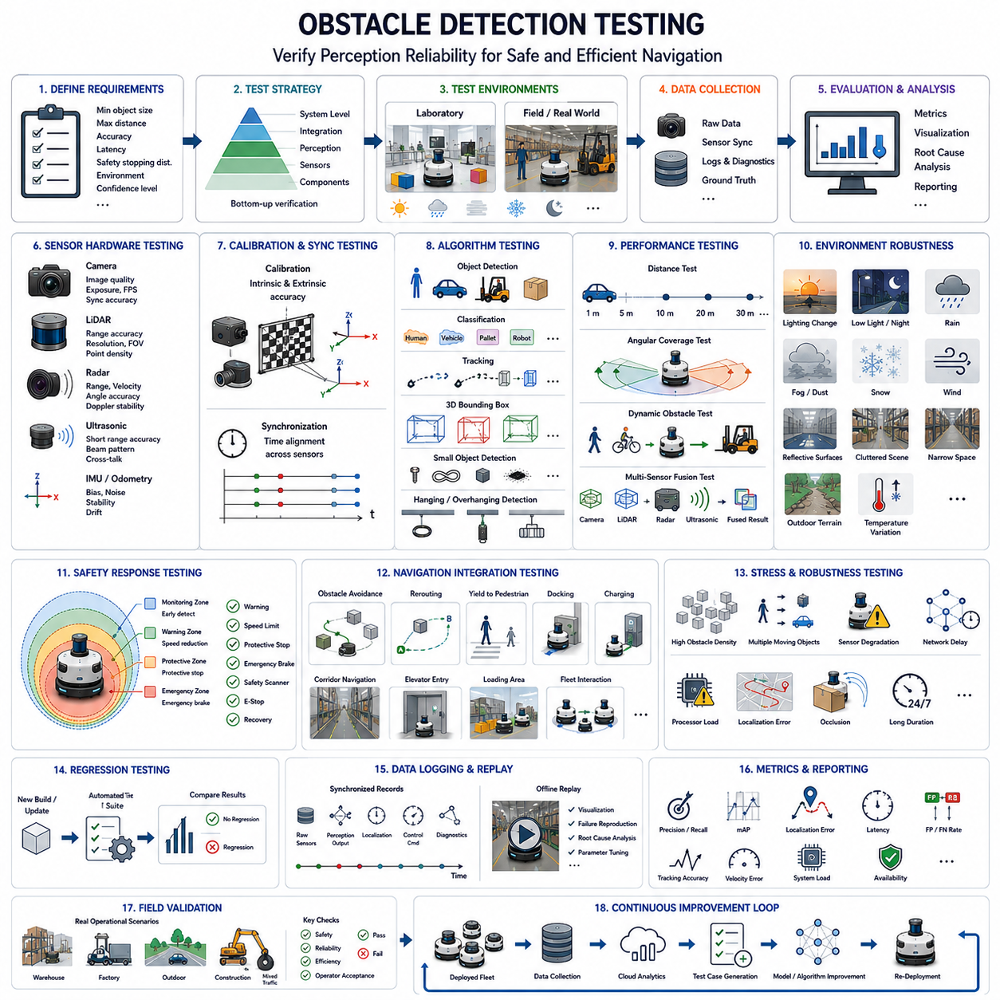 OBSTACLE DETECTION TESTING
Verify Perception Reliability for Safe and Efficient Navigation
1. DEFINE REQUIREMENTS
Min object size
Max distance
Accuracy
Latency
Safety stopping dist.
Environment
Confidence level
...
2. TEST STRATEGY
System Level
Integration
Perception
Sensors
Components
Bottom-up verification
3. TEST ENVIRONMENTS
Laboratory
Field / Real World
...
4. DATA COLLECTION
Raw Data
Sensor Sync
Logs & Diagnostics
Ground Truth
...
5. EVALUATION & ANALYSIS
Metrics
Visualization
Root Cause
Analysis
Reporting
...
6. SENSOR HARDWARE TESTING
Camera
Image quality
Exposure, FPS
Sync accuracy
LiDAR
Range accuracy
Resolution, FOV
Point density
Radar
Range, Velocity
Angle accuracy
Doppler stability
Ultrasonic
Short range accuracy
Beam pattern
Cross-talk
IMU / Odometry
Bias, Noise
Stability
Drift
Z
X
7. CALIBRATION & SYNC TESTING
Calibration
Intrinsic & Extrinsic
accuracy
Z
X
Y
Z
X
Y
Synchronization
Time alignment
across sensors
t
8. ALGORITHM TESTING
Object Detection
Classification
Human
Vehicle
Pallet
Robot
...
Tracking
...
3D Bounding Box
...
Small Object Detection
...
Hanging / Overhanging Detection
9. PERFORMANCE TESTING
Distance Test
1 m
5 m
10 m
20 m
30 m
...
Angular Coverage Test
Dynamic Obstacle Test
Multi-Sensor Fusion Test
Camera
LiDAR
Radar
Ultrasonic
Fused Result
10. ENVIRONMENT ROBUSTNESS
Lighting Change
Low Light / Night
Rain
Fog / Dust
Snow
Wind
Reflective Surfaces
Cluttered Scene
Narrow Space
Outdoor Terrain
Temperature
Variation
...
11. SAFETY RESPONSE TESTING
Monitoring Zone
Early detect
Warning Zone
Speed reduction
Protective Zone
Protective stop
Emergency Zone
Emergency brake
Warning
Speed Limit
Protective Stop
Emergency Brake
Safety Scanner
E-Stop
Recovery
12. NAVIGATION INTEGRATION TESTING
Obstacle Avoidance
Rerouting
A
B
Yield to Pedestrian
Docking
Charging
Corridor Navigation
Elevator Entry
Loading Area
Fleet Interaction
...
13. STRESS & ROBUSTNESS TESTING
High Obstacle Density
Multiple Moving Objects
Sensor Degradation
Network Delay
Processor Load
Localization Error
Occlusion
24/7
Long Duration
...
14. REGRESSION TESTING
New Build /
Update
Automated
Suite
Compare Results
No Regression
Regression
15. DATA LOGGING & REPLAY
Synchronized Records
Raw
Sensors
Perception
Output
Localization
Control
Cmd
Diagnostics
Time
Offline Replay
Visualization
Failure Reproduction
Root Cause Analysis
Parameter Tuning
...
16. METRICS & REPORTING
Precision / Recall
mAP
Localization Error
Latency
FP
FP / FN Rate
Tracking Accuracy
Velocity Error
System Load
Availability
...
17. FIELD VALIDATION
Real Operational Scenarios
Warehouse
Factory
Outdoor
Construction
Mixed
Traffic
Key Checks
Safety
Reliability
Efficiency
Operator Acceptance
Pass
Fail
18. CONTINUOUS IMPROVEMENT LOOP
Deployed Fleet
Data Collection
Cloud Analytics
Test Case Generation
Model / Algorithm Improvement
Re-Deployment